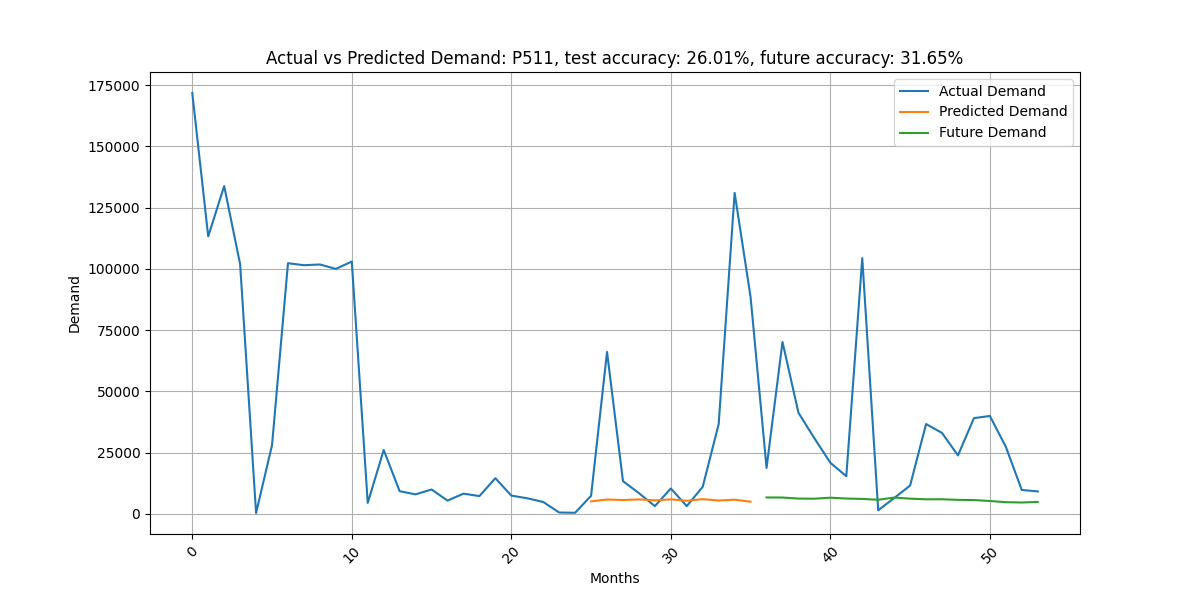 Actual vs Predicted Demand: P511, test accuracy: 26.01%, future accuracy: 31.65%
Actual Demand
Predicted Demand
Future Demand
175000
150000
125000
100000
75000
50000
25000
0
Demand
0
10
20
30
40
50
Months